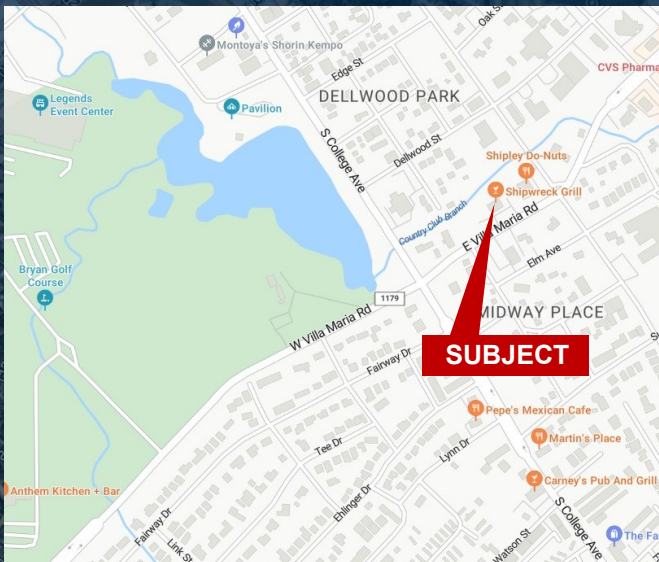 Oak St
Montoya's Shorin Kempo
Edge St
CVS Pharma
Legends
Event Center
DELLWOOD PARK
Pavilion
S College Ave
Dellwood St
Shipley Do-Nuts
Shipwreck Grill
Country Club Branch
E Villa Maria Rd
Elm Ave
Bryan Golf
Course
1179
MIDWAY PLACE
W Villa Maria Rd
SUBJECT
Fairway Dr
Pepe's Mexican Cafe
Tee Dr
Lynn Dr
Martin's Place
Anthem Kitchen + Bar
Ehlinger Dr
Carney's Pub And Grill
Fairway Dr
S College Ave
Link St
Watson St
The Fa